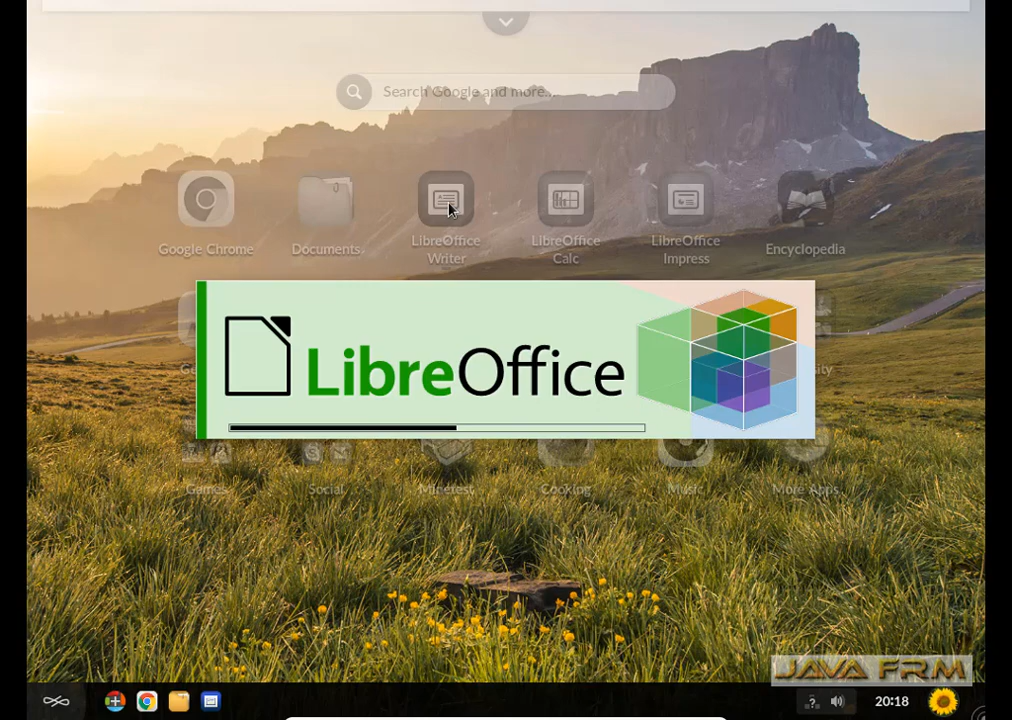 Search Google and more...
Google Chrome
Documents
LibreOffice
Writer
LibreOffice
Calc
LibreOffice
Impress
Encyclopedia
LibreOffice
Games
Social
Minetest
Cooking
Music
More Apps
JAVA FRM
20:18